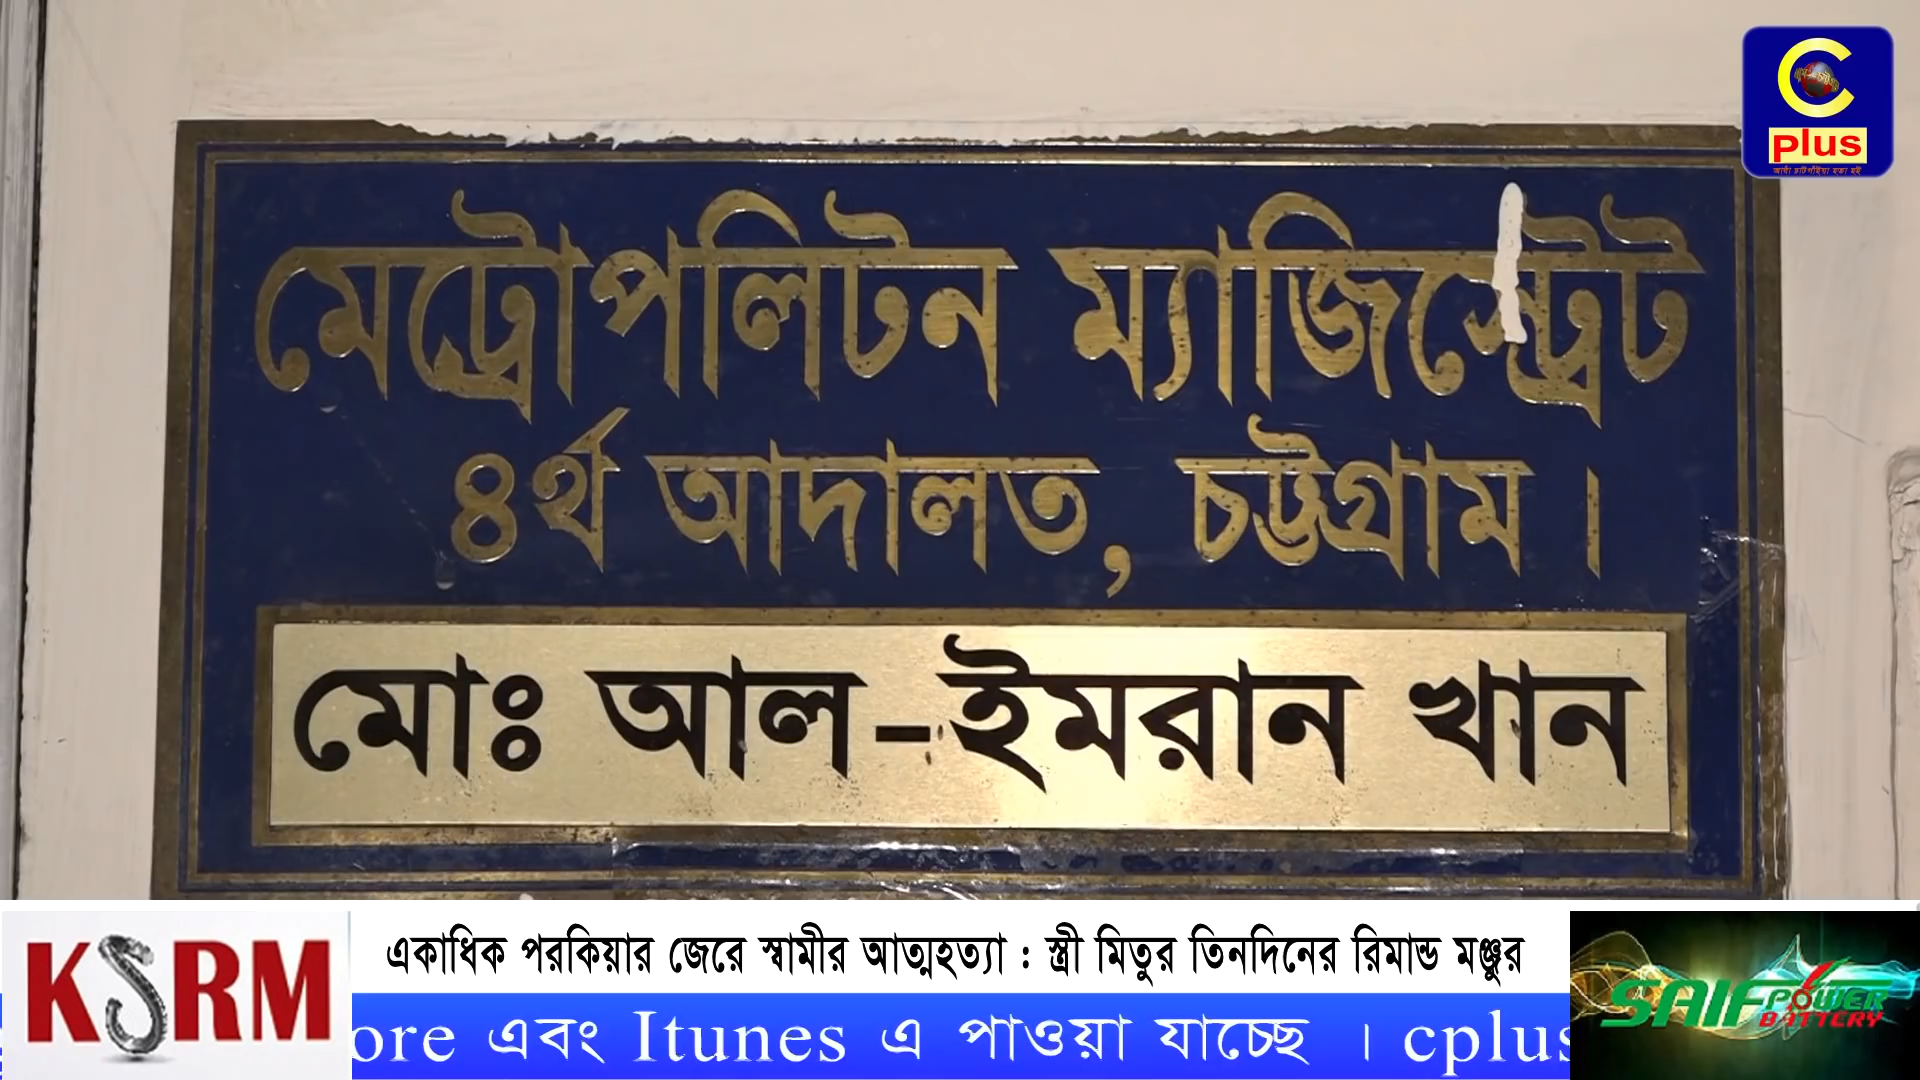 C
plus
মেট্রোপলিটন ম্যাজিস্ট্রেট
৪র্থ আদালত, চট্টগ্রাম ।
মোঃ আল-ইমরান খান
KSRM
একাধিক পরকিয়ার জেরে স্বামীর আত্মহত্যা : স্ত্রী মিতুর তিনদিনের রিমান্ড মঞ্জুর
ore এবং Itunes এ পাওয়া যাচ্ছে । cplus
SAIF POWER BATTERY